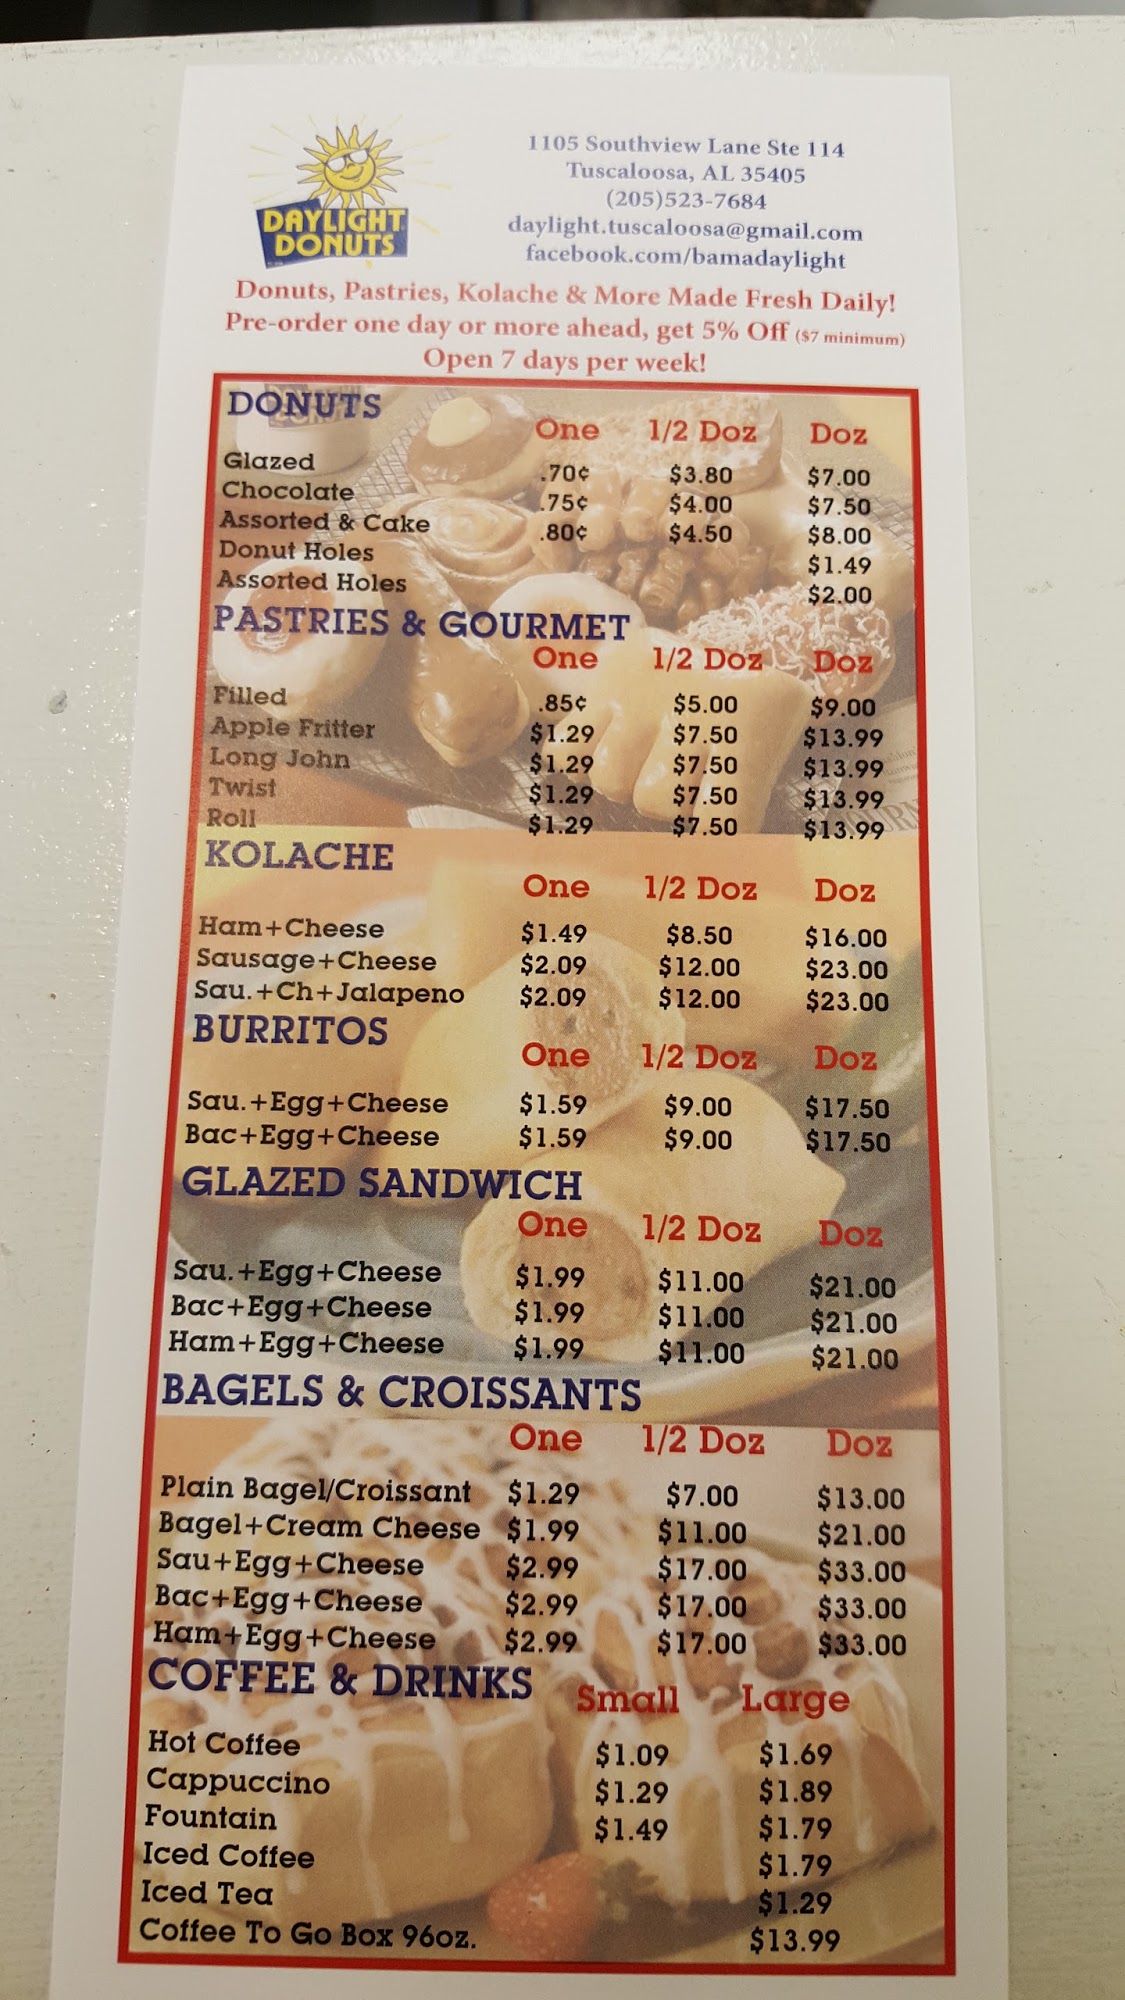 DAYLIGHT
DONUTS
1105 Southview Lane Ste 114
Tuscaloosa, AL 35405
(205)523-7684
daylight.tuscaloosa@gmail.com
facebook.com/bamadaylight
Donuts, Pastries, Kolache & More Made Fresh Daily!
Pre-order one day or more ahead, get 5% Off ($7 minimum)
Open 7 days per week!
DONUTS
One 1/2 Doz Doz
Glazed .70¢ $3.80 $7.00
Chocolate .75¢ $4.00 $7.50
Assorted & Cake .80¢ $4.50 $8.00
Donut Holes $1.49
Assorted Holes $2.00
PASTRIES & GOURMET
One 1/2 Doz Doz
Filled .85¢ $5.00 $9.00
Apple Fritter $1.29 $7.50 $13.99
Long John $1.29 $7.50 $13.99
Twist $1.29 $7.50 $13.99
Roll $1.29 $7.50 $13.99
KOLACHE
One 1/2 Doz Doz
Ham+Cheese $1.49 $8.50 $16.00
Sausage+Cheese $2.09 $12.00 $23.00
Sau.+Ch+Jalapeno $2.09 $12.00 $23.00
BURRITOS
One 1/2 Doz Doz
Sau.+Egg+Cheese $1.59 $9.00 $17.50
Bac+Egg+Cheese $1.59 $9.00 $17.50
GLAZED SANDWICH
One 1/2 Doz Doz
Sau.+Egg+Cheese $1.99 $11.00 $21.00
Bac+Egg+Cheese $1.99 $11.00 $21.00
Ham+Egg+Cheese $1.99 $11.00 $21.00
BAGELS & CROISSANTS
One 1/2 Doz Doz
Plain Bagel/Croissant $1.29 $7.00 $13.00
Bagel+Cream Cheese $1.99 $11.00 $21.00
Sau+Egg+Cheese $2.99 $17.00 $33.00
Bac+Egg+Cheese $2.99 $17.00 $33.00
Ham+Egg+Cheese $2.99 $17.00 $33.00
COFFEE & DRINKS
Small Large
Hot Coffee $1.09 $1.69
Cappuccino $1.29 $1.89
Fountain $1.49 $1.79
Iced Coffee $1.79
Iced Tea $1.29
Coffee To Go Box 96oz. $13.99